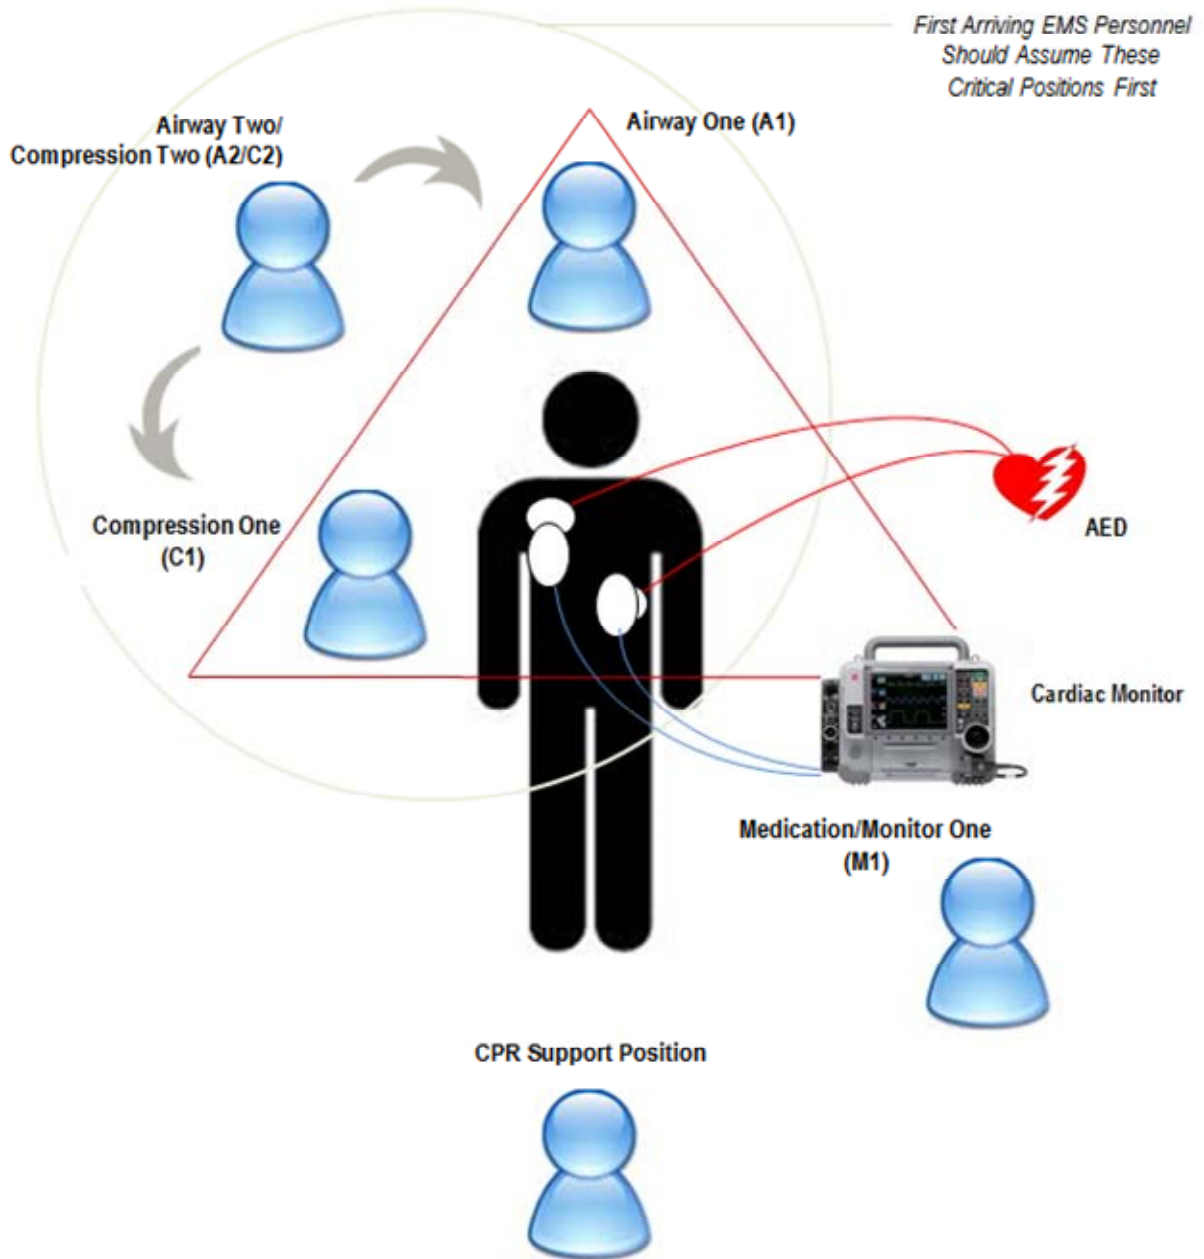 First Arriving EMS Personnel
Should Assume These
Critical Positions First
Airway Two/
Compression Two (A2/C2)
Airway One (A1)
Compression One
(C1)
AED
Cardiac Monitor
Medication/Monitor One
(M1)
CPR Support Position